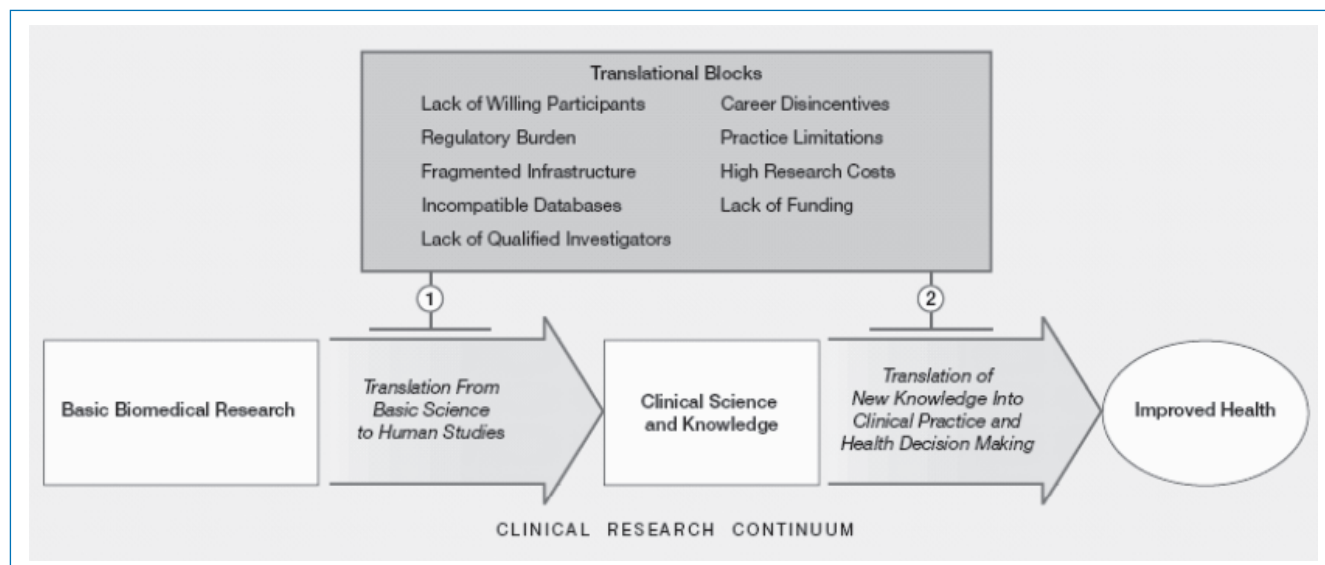 Translational Blocks
Lack of Willing Participants
Regulatory Burden
Fragmented Infrastructure
Incompatible Databases
Lack of Qualified Investigators
Career Disincentives
Practice Limitations
High Research Costs
Lack of Funding
1
2
Basic Biomedical Research
Translation From
Basic Science
to Human Studies
Clinical Science
and Knowledge
Translation of
New Knowledge Into
Clinical Practice and
Health Decision Making
Improved Health
CLINICAL RESEARCH CONTINUUM